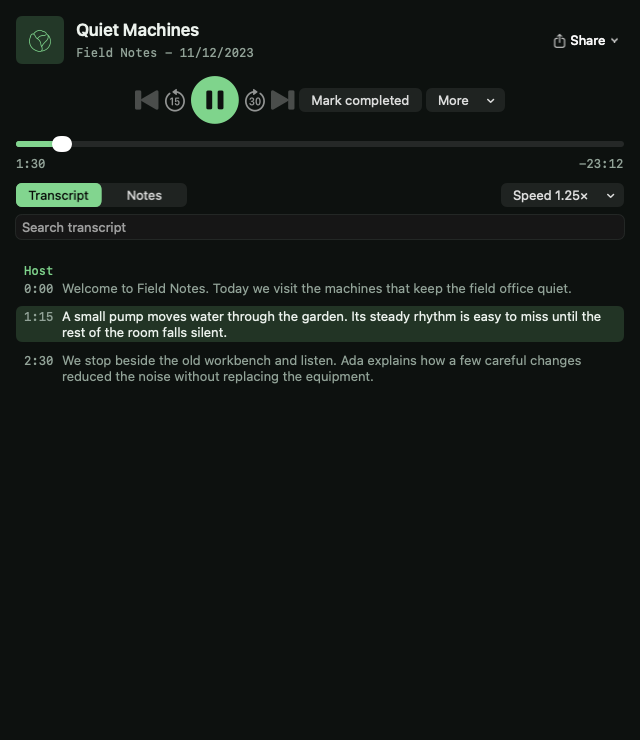 Quiet Machines
Field Notes – 11/12/2023
Share
15
30
Mark completed
More
1:30
–23:12
Transcript
Notes
Speed 1.25×
Search transcript
Host
0:00 Welcome to Field Notes. Today we visit the machines that keep the field office quiet.
1:15 A small pump moves water through the garden. Its steady rhythm is easy to miss until the
rest of the room falls silent.
2:30 We stop beside the old workbench and listen. Ada explains how a few careful changes
reduced the noise without replacing the equipment.